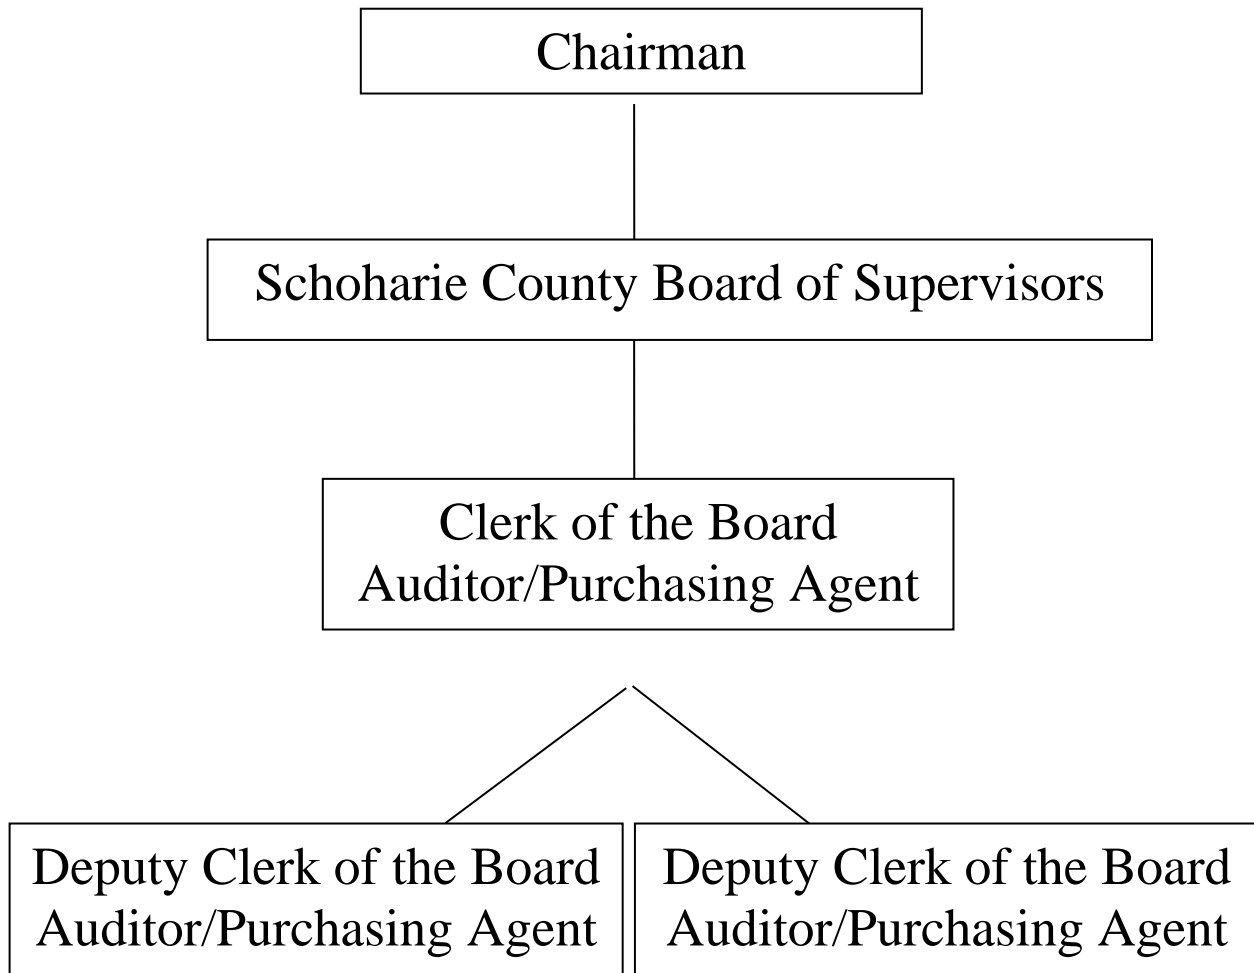 Chairman
Schoharie County Board of Supervisors
Clerk of the Board
Auditor/Purchasing Agent
Deputy Clerk of the Board
Auditor/Purchasing Agent
Deputy Clerk of the Board
Auditor/Purchasing Agent